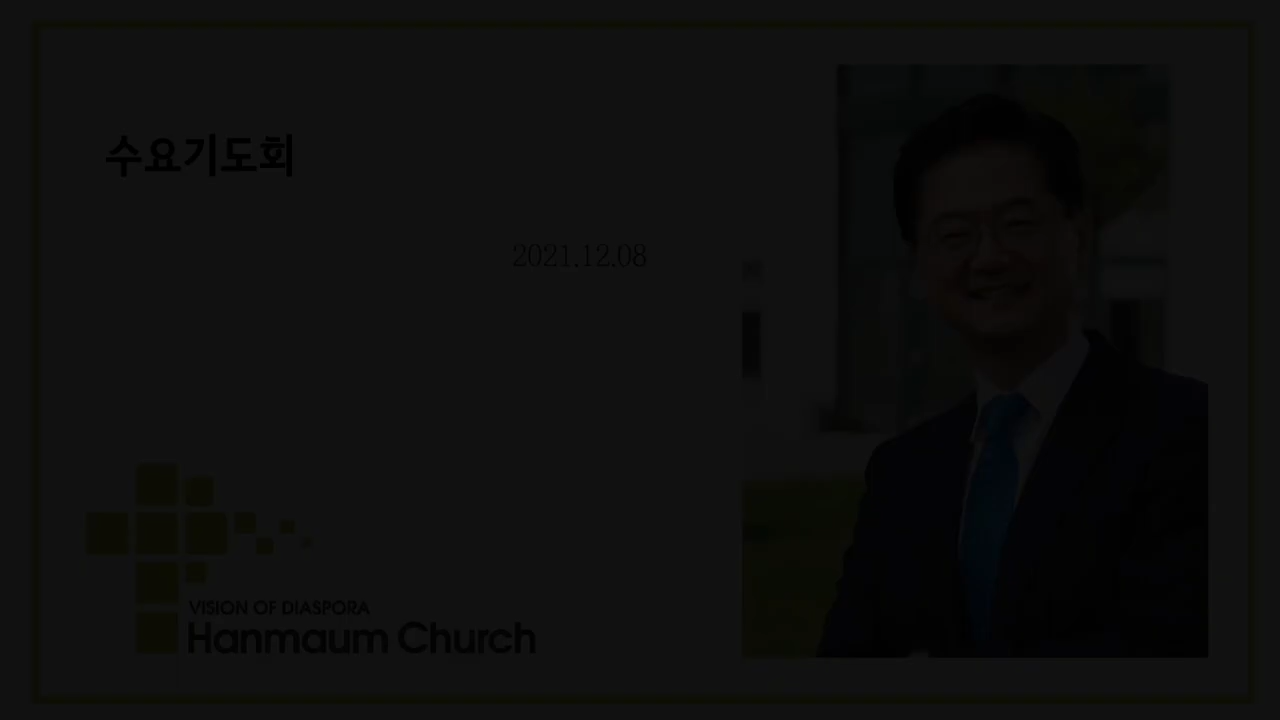 수요기도회
2021.12.08
VISION OF DIASPORA
Hanmaum Church